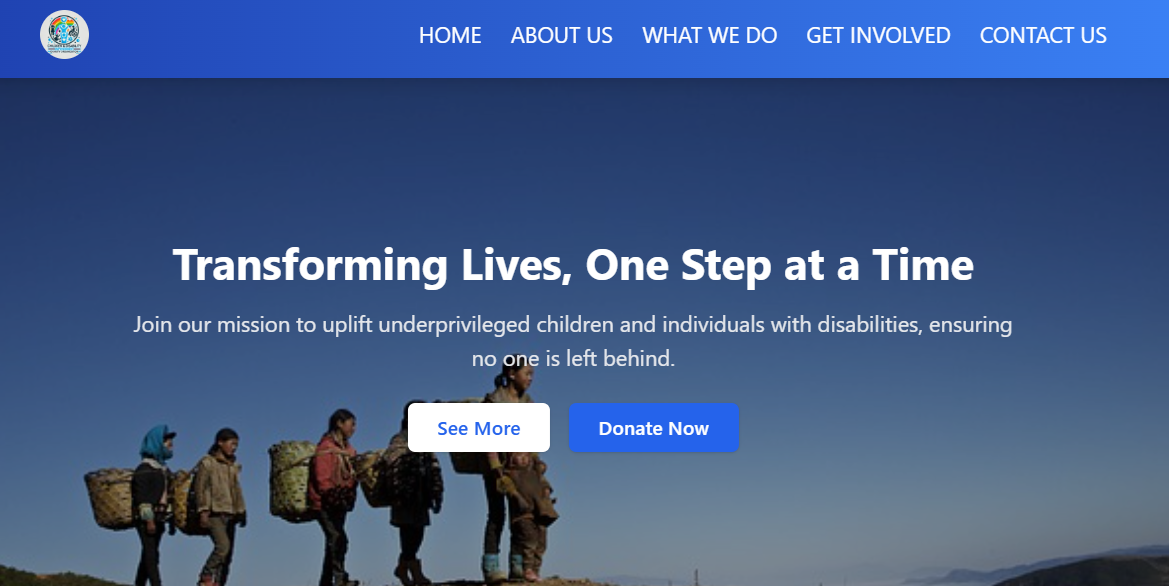 HOME ABOUT US WHAT WE DO GET INVOLVED CONTACT US
Transforming Lives, One Step at a Time
Join our mission to uplift underprivileged children and individuals with disabilities, ensuring
no one is left behind.
See More Donate Now